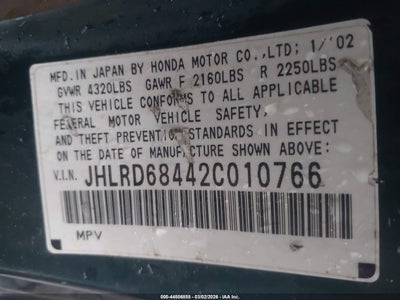 MFD. IN JAPAN BY HONDA MOTOR CO.,LTD; 1/'02
GVWR 4320LBS GAWR F 2160LBS R 2250LBS
THIS VEHICLE CONFORMS TO ALL APPLICABLE
FEDERAL MOTOR VEHICLE SAFETY,
AND THEFT PREVENTION STANDARDS IN EFFECT
ON THE DATE OF MANUFACTURE SHOWN ABOVE:
V.I.N. JHLRD68442C010766
MPV
000-44506555 - 03/02/2026 - IAA Inc.